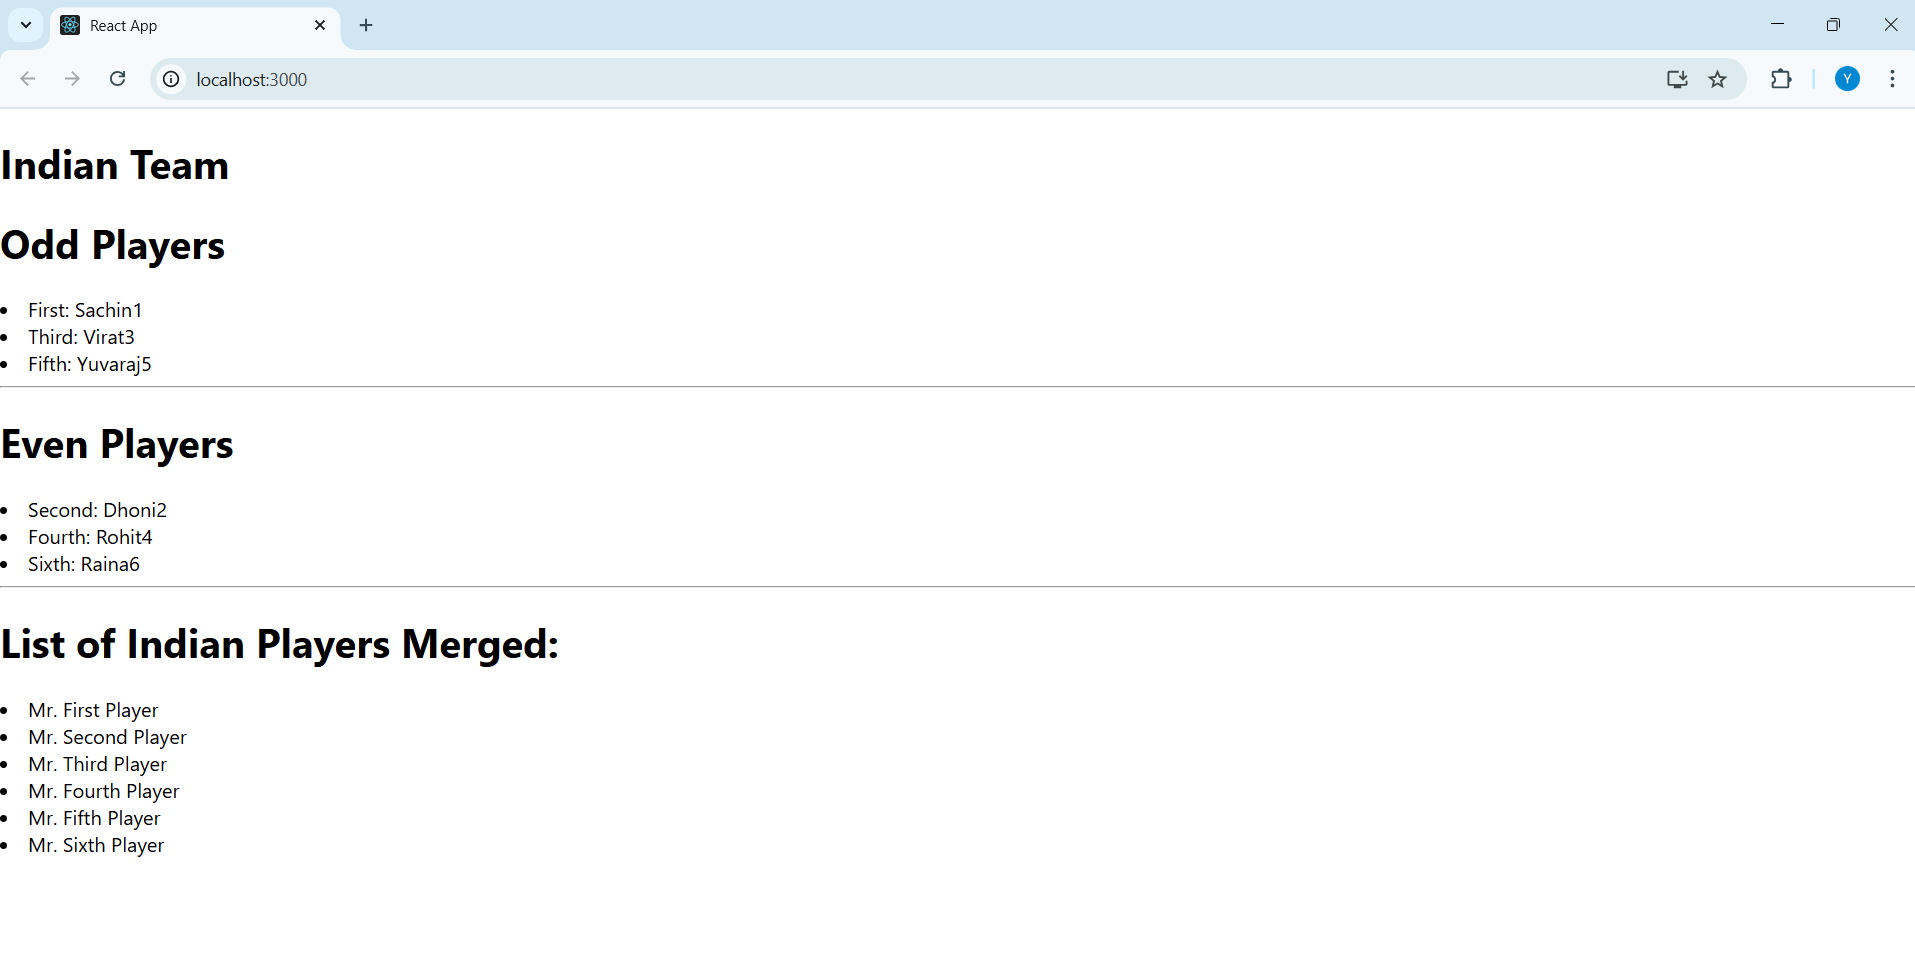 React App
localhost:3000
Y
Indian Team
Odd Players
First: Sachin1
Third: Virat3
Fifth: Yuvaraj5
Even Players
Second: Dhoni2
Fourth: Rohit4
Sixth: Raina6
List of Indian Players Merged:
Mr. First Player
Mr. Second Player
Mr. Third Player
Mr. Fourth Player
Mr. Fifth Player
Mr. Sixth Player